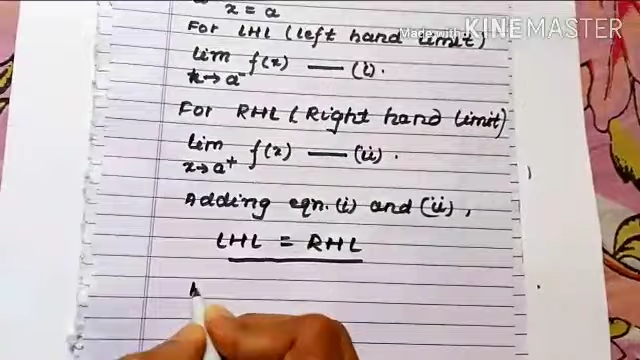 x = a
For LHL (left hand limit)
Made with KINEMASTER
lim f(x) —— (i).
x→a⁻
For RHL (Right hand limit)
lim f(x) —— (ii).
x→a⁺
Adding eqn. (i) and (ii),
LHL = RHL